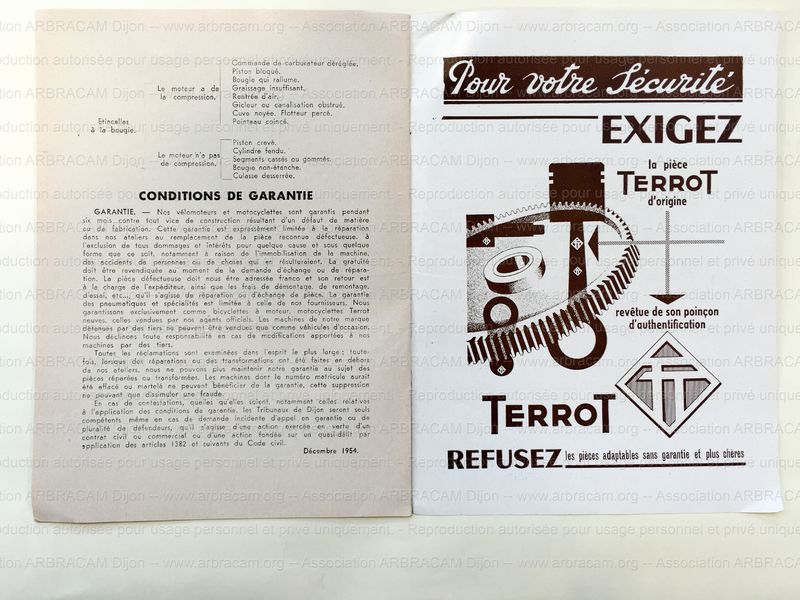 Commande de carburateur déréglée.
Piston bloqué.
Bougie qui rallume.
Le moteur a de
Graissage insuffisant.
la compression.
Rentrée d'air.
Gicleur ou canalisation obstrué.
Cuve noyée. Flotteur percé.
Pointeau coincé.
Etincelles
à la bougie.
Piston crevé.
Cylindre fendu.
Le moteur n'a pas
Segments cassés ou gommés.
de compression.
Bougie non-étanche.
Culasse desserrée.
CONDITIONS DE GARANTIE
GARANTIE. — Nos vélomoteurs et motocyclettes sont garantis pendant
six mois contre tout vice de construction résultant d'un défaut de matière
ou de fabrication. Cette garantie est expressément limitée à la réparation
dans nos ateliers au remplacement de la pièce reconnue défectueuse, à
l'exclusion de tous dommages et intérêts pour quelque cause et sous quelque
forme que ce soit, notamment à raison de l'immobilisation de la machine,
des accidents de personnes ou de choses qui en résulturaient. La gratuité
doit être revendiquée au moment de la demande d'échange ou de répara-
tion. La pièce défectueuse doit nous être adressée franco et son retour est
à la charge de l'expéditeur, ainsi que les frais de démontage, de remontage,
d'essai, etc..., qu'il s'agisse de réparation ou d'échange de pièce. La garantie
des pneumatiques et spécialités est limitée à celle de nos fournisseurs. Nous
garantissons exclusivement comme bicyclettes à moteur, motocyclettes Terrot
neuves, celles vendues par nos agents officiels. Les machines de notre marque
détenues par des tiers ne peuvent être vendues que comme véhicules d'occasion.
Nous déclinons toute responsabilité en cas de modifications apportées à nos
machines par des tiers.
Toutes les réclamations sont examinées dans l'esprit le plus large ; toute-
fois, lorsque des réparations ou des transformations ont été faites en dehors
de nos ateliers, nous ne pouvons plus maintenir notre garantie au sujet des
pièces réparées ou transformées. Les machines dont le numéro matricule aurait
été effacé ou martelé ne peuvent bénéficier de la garantie, cette suppression
ne pouvant que dissimuler une fraude.
En cas de contestations, quelles qu'elles soient, notamment celles relatives
à l'application des conditions de garantie, les Tribunaux de Dijon seront seuls
compétents même en cas de demande incidente d'appel en garantie ou de
pluralité de défendeurs, qu'il s'agisse d'une action exercée en vertu d'un
contrat civil ou commercial ou d'une action fondée sur un quasi-délit par
application des articles 1382 et suivants du Code civil.
Décembre 1954.
Pour votre Sécurité
EXIGEZ
la pièce
TERROT
d'origine
revêtue de son poinçon
d'authentification
TERROT
REFUSEZ les pièces adaptables sans garantie et plus chères
www.arbracam.org -- Association ARBRACAM Dijon
Reproduction autorisée pour usage personnel et privé uniquement.